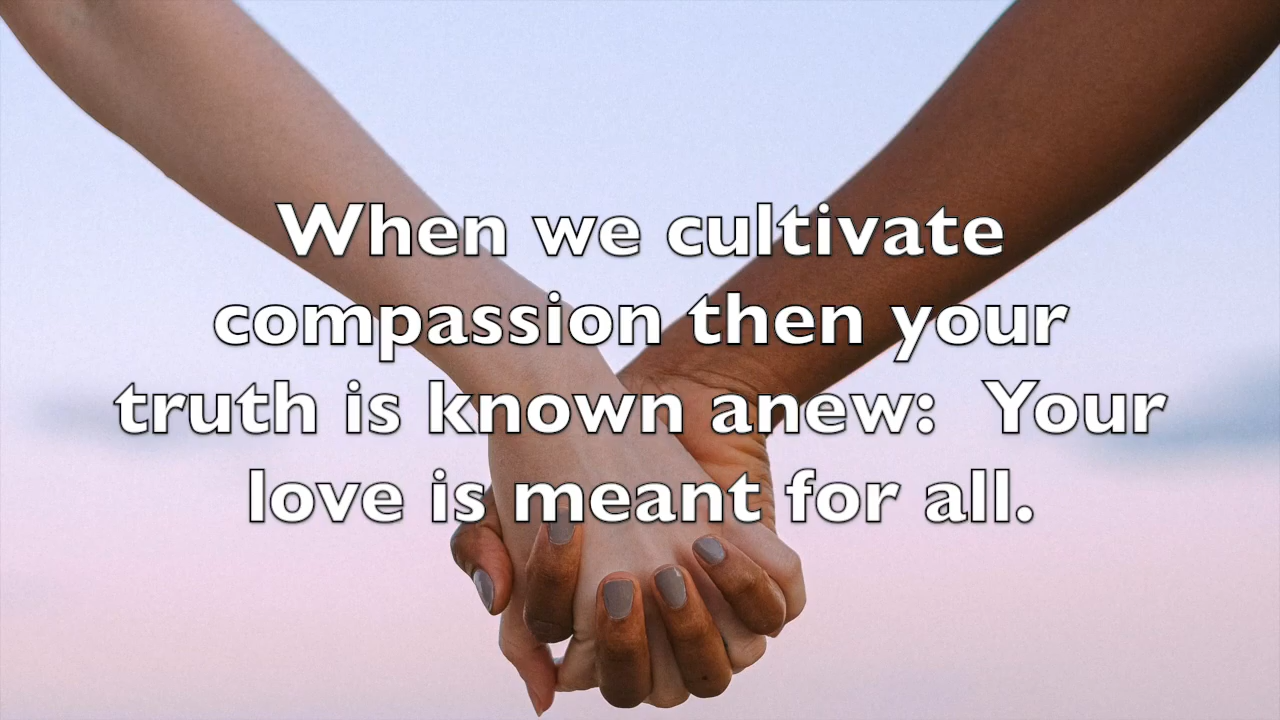 When we cultivate
compassion then your
truth is known anew:  Your
love is meant for all.